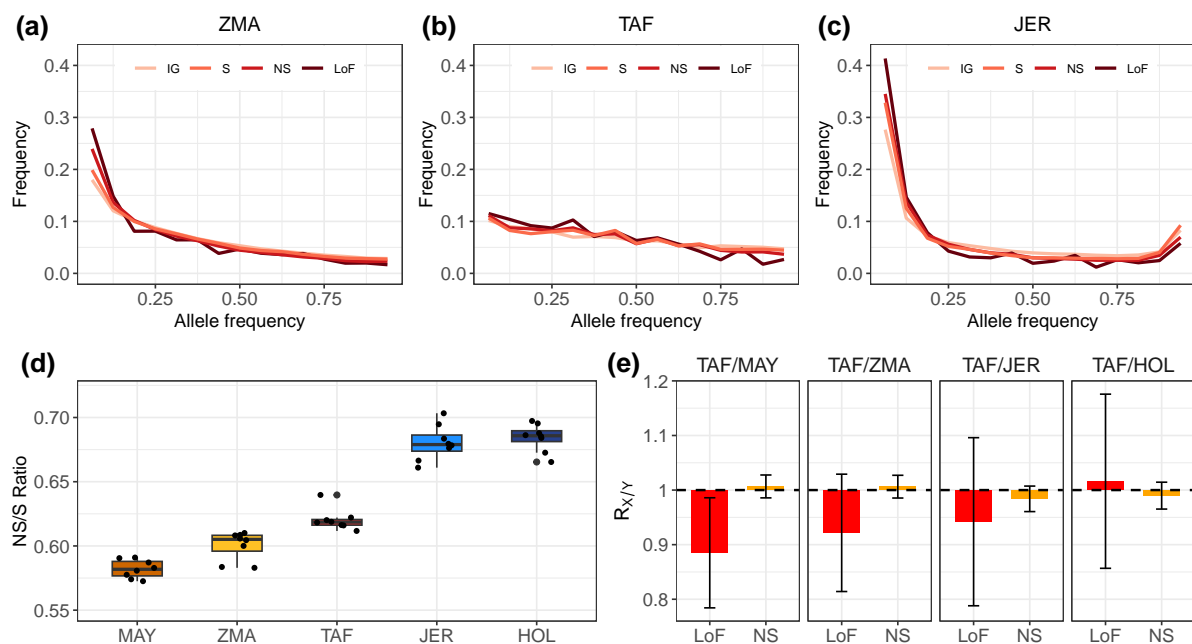 (a) ZMA
IG S NS LoF
0.4
0.3
0.2
0.1
0.0
Frequency
0.25 0.50 0.75
Allele frequency
(b) TAF
IG S NS LoF
0.4
0.3
0.2
0.1
0.0
Frequency
0.25 0.50 0.75
Allele frequency
(c) JER
IG S NS LoF
0.4
0.3
0.2
0.1
0.0
Frequency
0.25 0.50 0.75
Allele frequency
(d)
0.70
0.65
0.60
0.55
NS/S Ratio
MAY ZMA TAF JER HOL
(e)
TAF/MAY TAF/ZMA TAF/JER TAF/HOL
1.2
1.1
1
0.9
0.8
RX/Y
LoF NS LoF NS LoF NS LoF NS